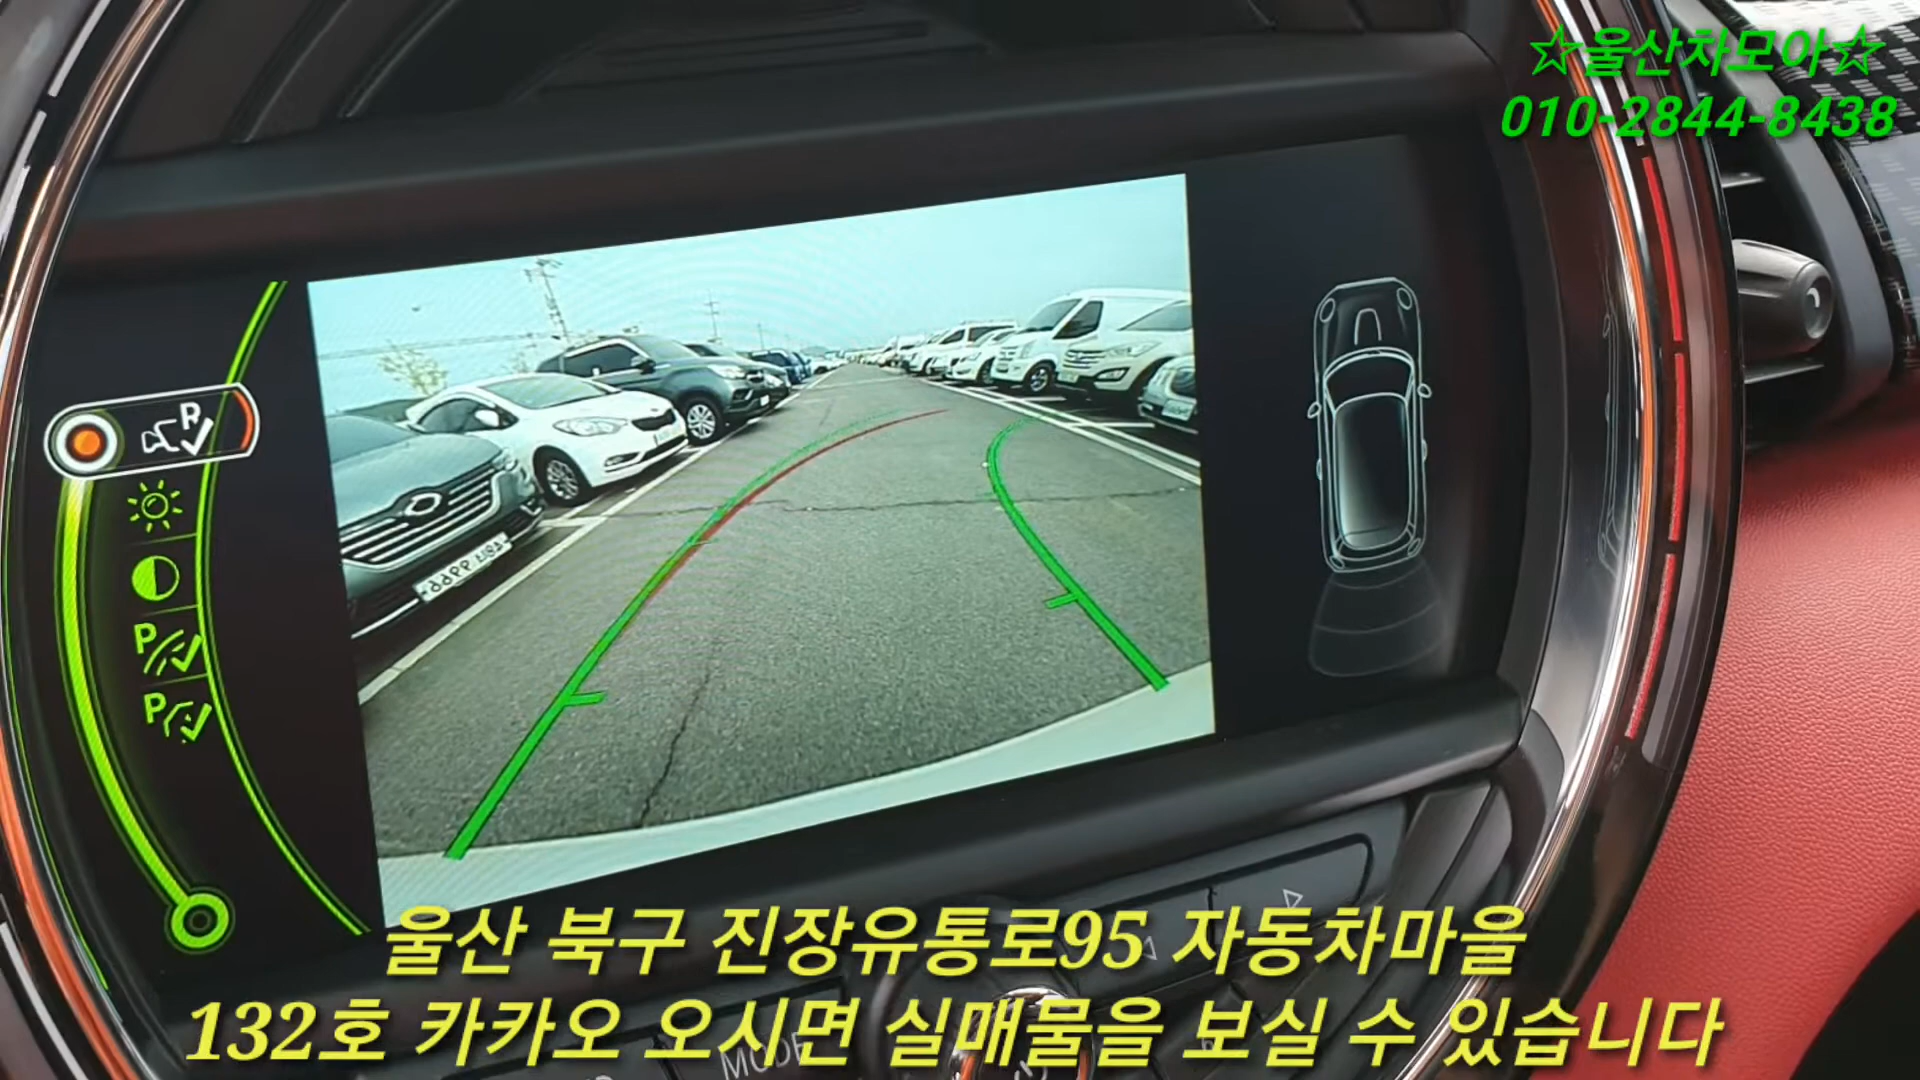 ☆울산차모아☆
010-2844-8438
R
P
P
울산 북구 진장유통로95 자동차마을
132호 카카오 오시면 실매물을 보실 수 있습니다
MODE